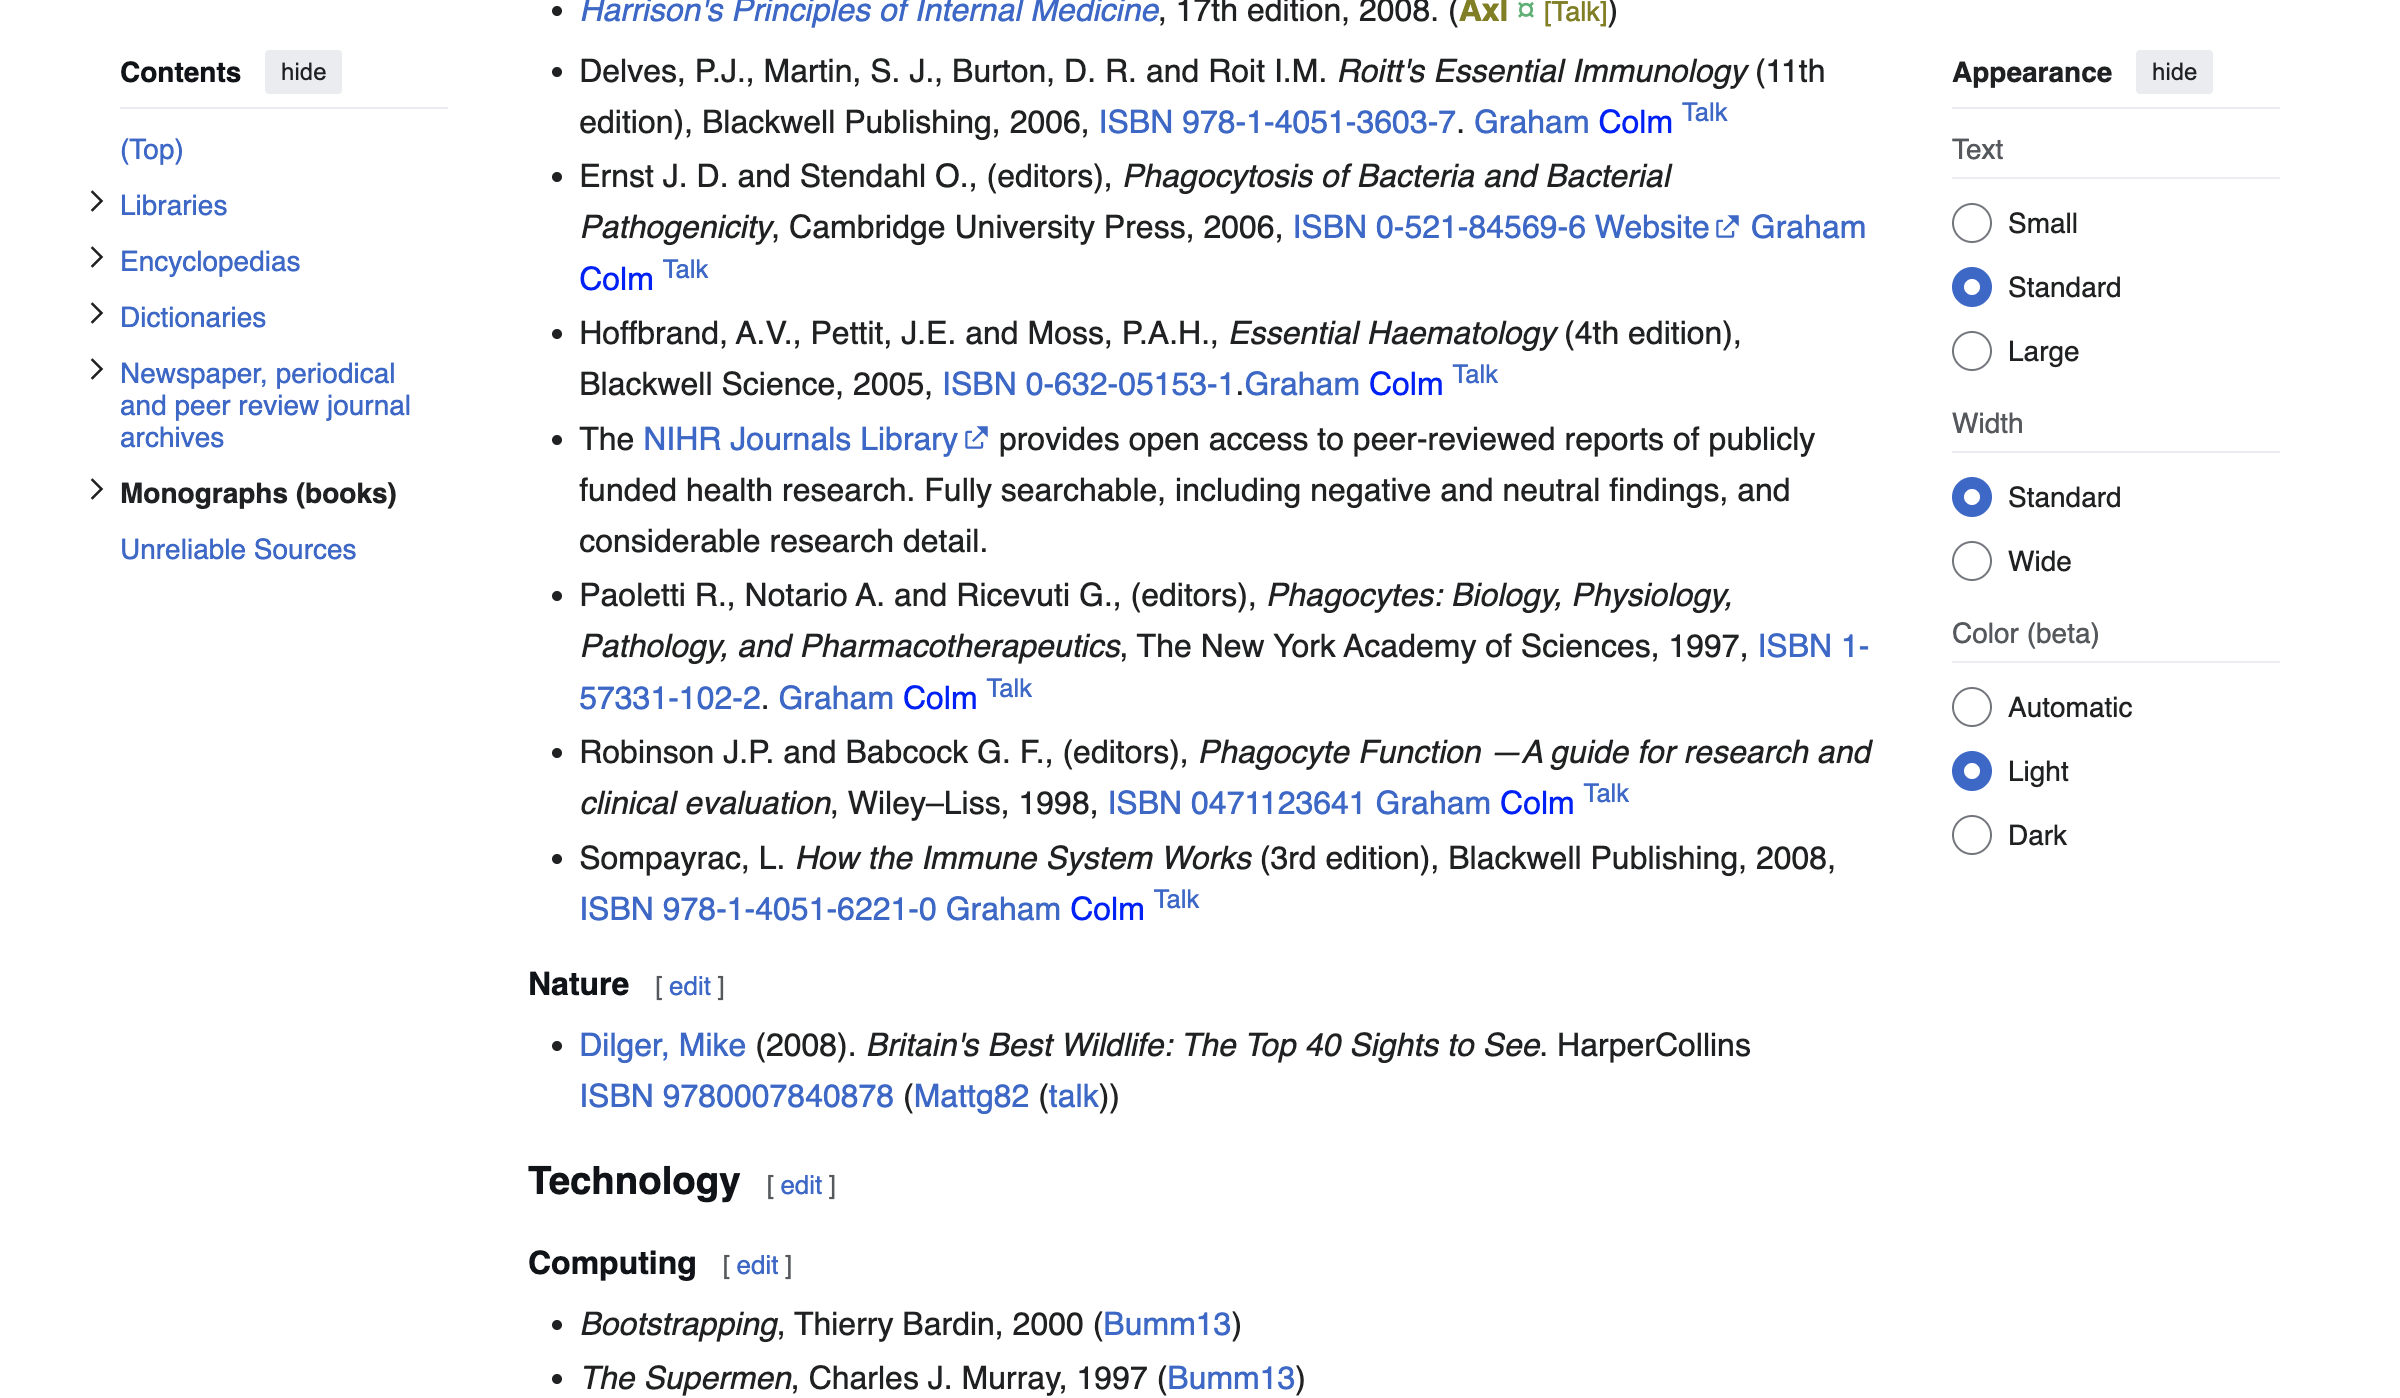 Contents hide
(Top)
Libraries
Encyclopedias
Dictionaries
Newspaper, periodical
and peer review journal
archives
Monographs (books)
Unreliable Sources
• Harrison's Principles of Internal Medicine, 17th edition, 2008. (Axl ¤ [Talk])
• Delves, P.J., Martin, S. J., Burton, D. R. and Roit I.M. Roitt's Essential Immunology (11th
edition), Blackwell Publishing, 2006, ISBN 978-1-4051-3603-7. Graham Colm Talk
• Ernst J. D. and Stendahl O., (editors), Phagocytosis of Bacteria and Bacterial
Pathogenicity, Cambridge University Press, 2006, ISBN 0-521-84569-6 Website Graham
Colm Talk
• Hoffbrand, A.V., Pettit, J.E. and Moss, P.A.H., Essential Haematology (4th edition),
Blackwell Science, 2005, ISBN 0-632-05153-1.Graham Colm Talk
• The NIHR Journals Library provides open access to peer-reviewed reports of publicly
funded health research. Fully searchable, including negative and neutral findings, and
considerable research detail.
• Paoletti R., Notario A. and Ricevuti G., (editors), Phagocytes: Biology, Physiology,
Pathology, and Pharmacotherapeutics, The New York Academy of Sciences, 1997, ISBN 1-
57331-102-2. Graham Colm Talk
• Robinson J.P. and Babcock G. F., (editors), Phagocyte Function —A guide for research and
clinical evaluation, Wiley–Liss, 1998, ISBN 0471123641 Graham Colm Talk
• Sompayrac, L. How the Immune System Works (3rd edition), Blackwell Publishing, 2008,
ISBN 978-1-4051-6221-0 Graham Colm Talk
Nature [ edit ]
• Dilger, Mike (2008). Britain's Best Wildlife: The Top 40 Sights to See. HarperCollins
ISBN 9780007840878 (Mattg82 (talk))
Technology [ edit ]
Computing [ edit ]
• Bootstrapping, Thierry Bardin, 2000 (Bumm13)
• The Supermen, Charles J. Murray, 1997 (Bumm13)
Appearance hide
Text
Small
Standard
Large
Width
Standard
Wide
Color (beta)
Automatic
Light
Dark